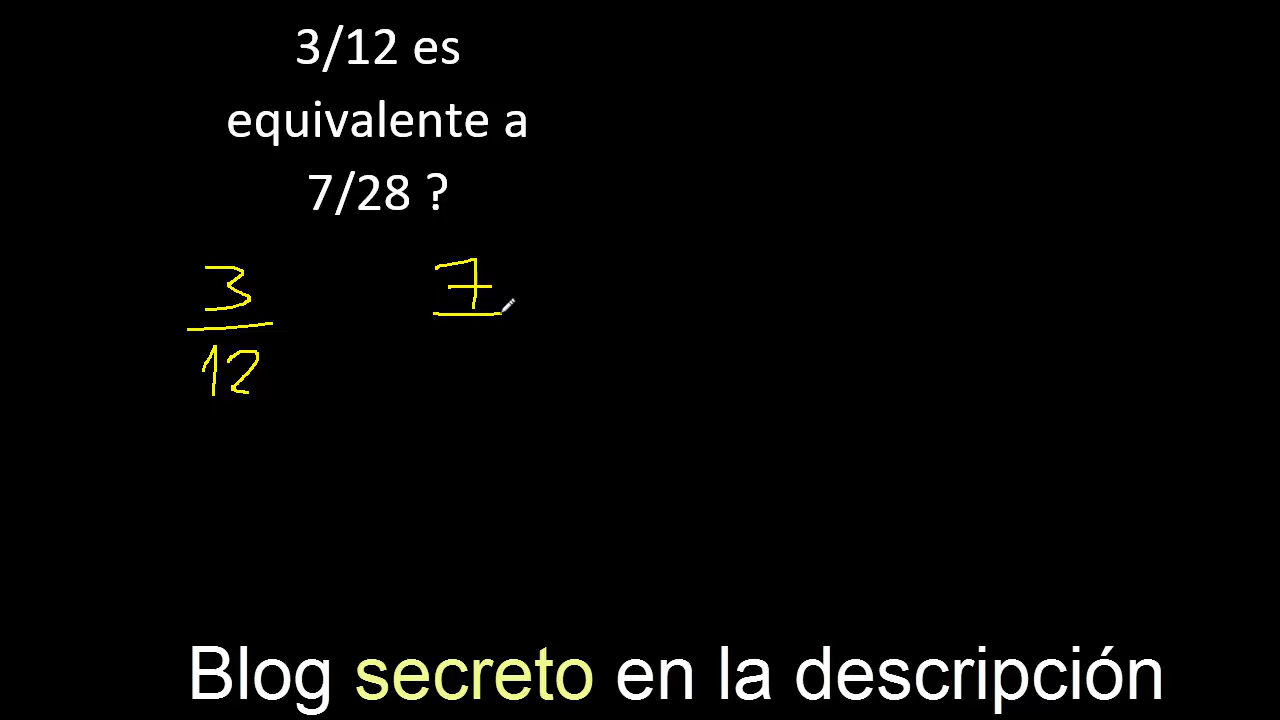 3/12 es
equivalente a
7/28 ?
3 7
12
Blog secreto en la descripción